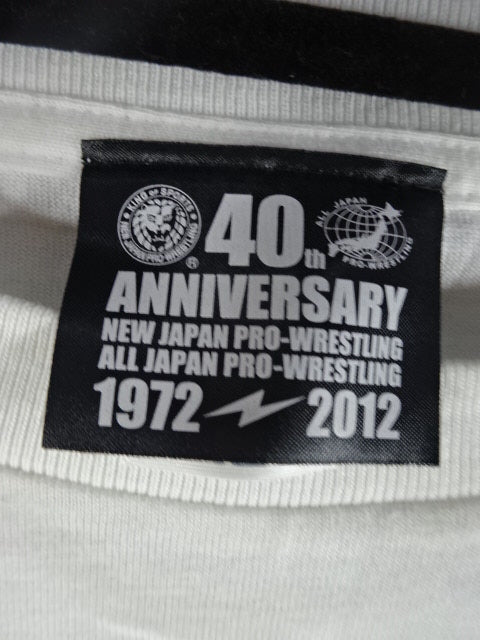 KING OF SPORTS
NEW JAPAN PRO-WRESTLING
®
40th
ALL JAPAN
PRO-WRESTLING
ANNIVERSARY
NEW JAPAN PRO-WRESTLING
ALL JAPAN PRO-WRESTLING
1972 2012